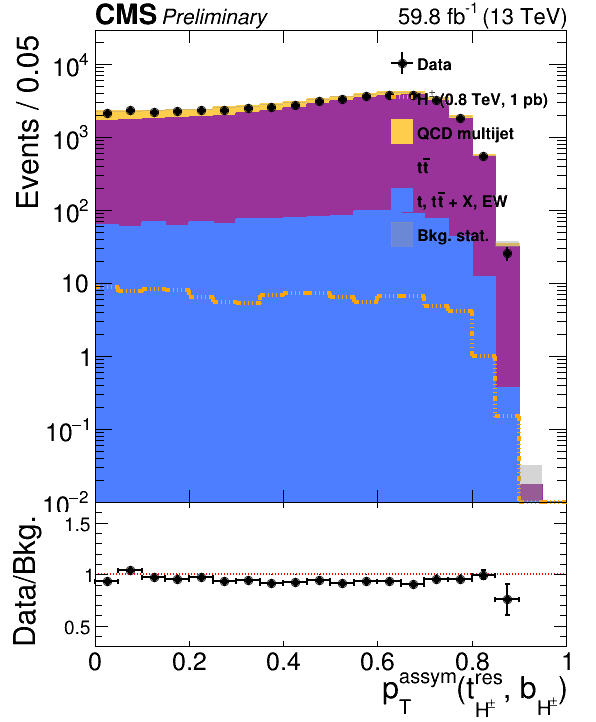 CMS Preliminary 59.8 fb⁻¹ (13 TeV)
Events / 0.05
10⁴
10³
10²
10
1
10⁻¹
10⁻²
Data
H±(0.8 TeV, 1 pb)
QCD multijet
tt̅
t, tt̅ + X, EW
Bkg. stat.
Data/Bkg.
1.5
1
0.5
0 0.2 0.4 0.6 0.8 1
p_T^assym(t_H±^res, b_H±)